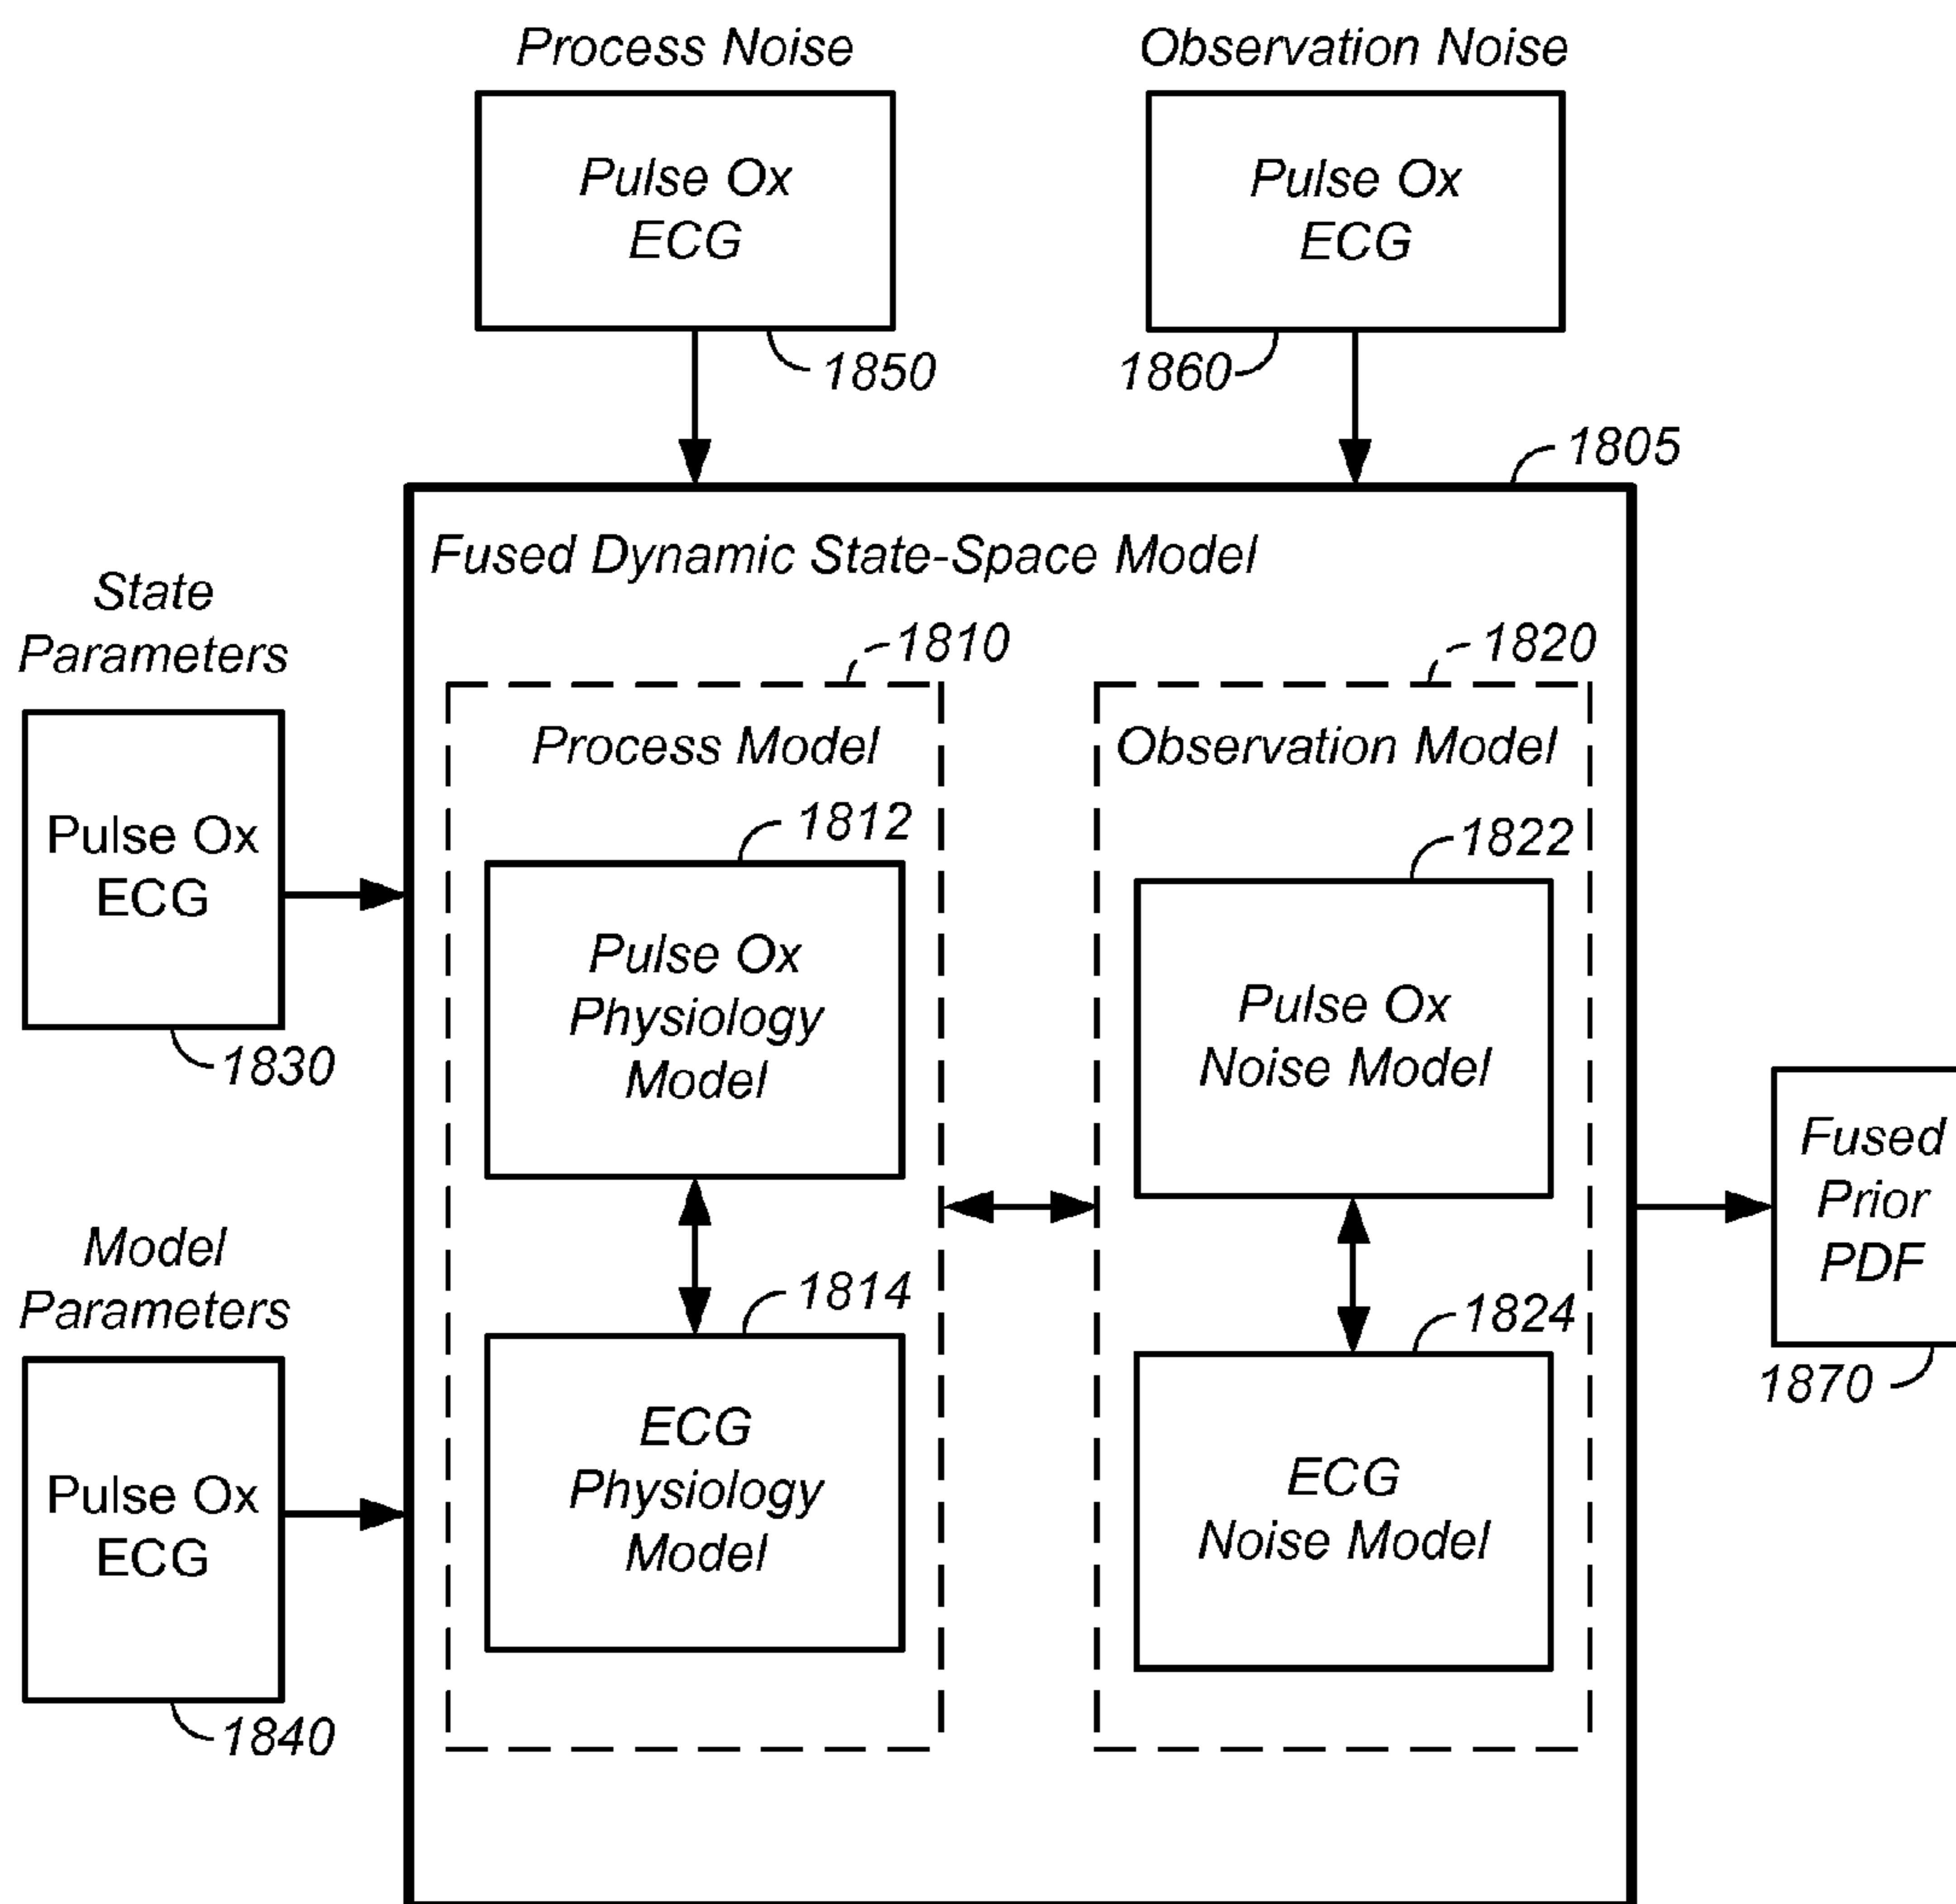 Process Noise
Observation Noise
Pulse Ox
ECG
Pulse Ox
ECG
1850
1860
1805
Fused Dynamic State-Space Model
State
Parameters
1810
1820
Process Model
Observation Model
Pulse Ox
ECG
1812
1822
Pulse Ox
Physiology
Model
Pulse Ox
Noise Model
1830
Fused
Prior
PDF
Model
Parameters
1814
1824
1870
Pulse Ox
ECG
ECG
Physiology
Model
ECG
Noise Model
1840